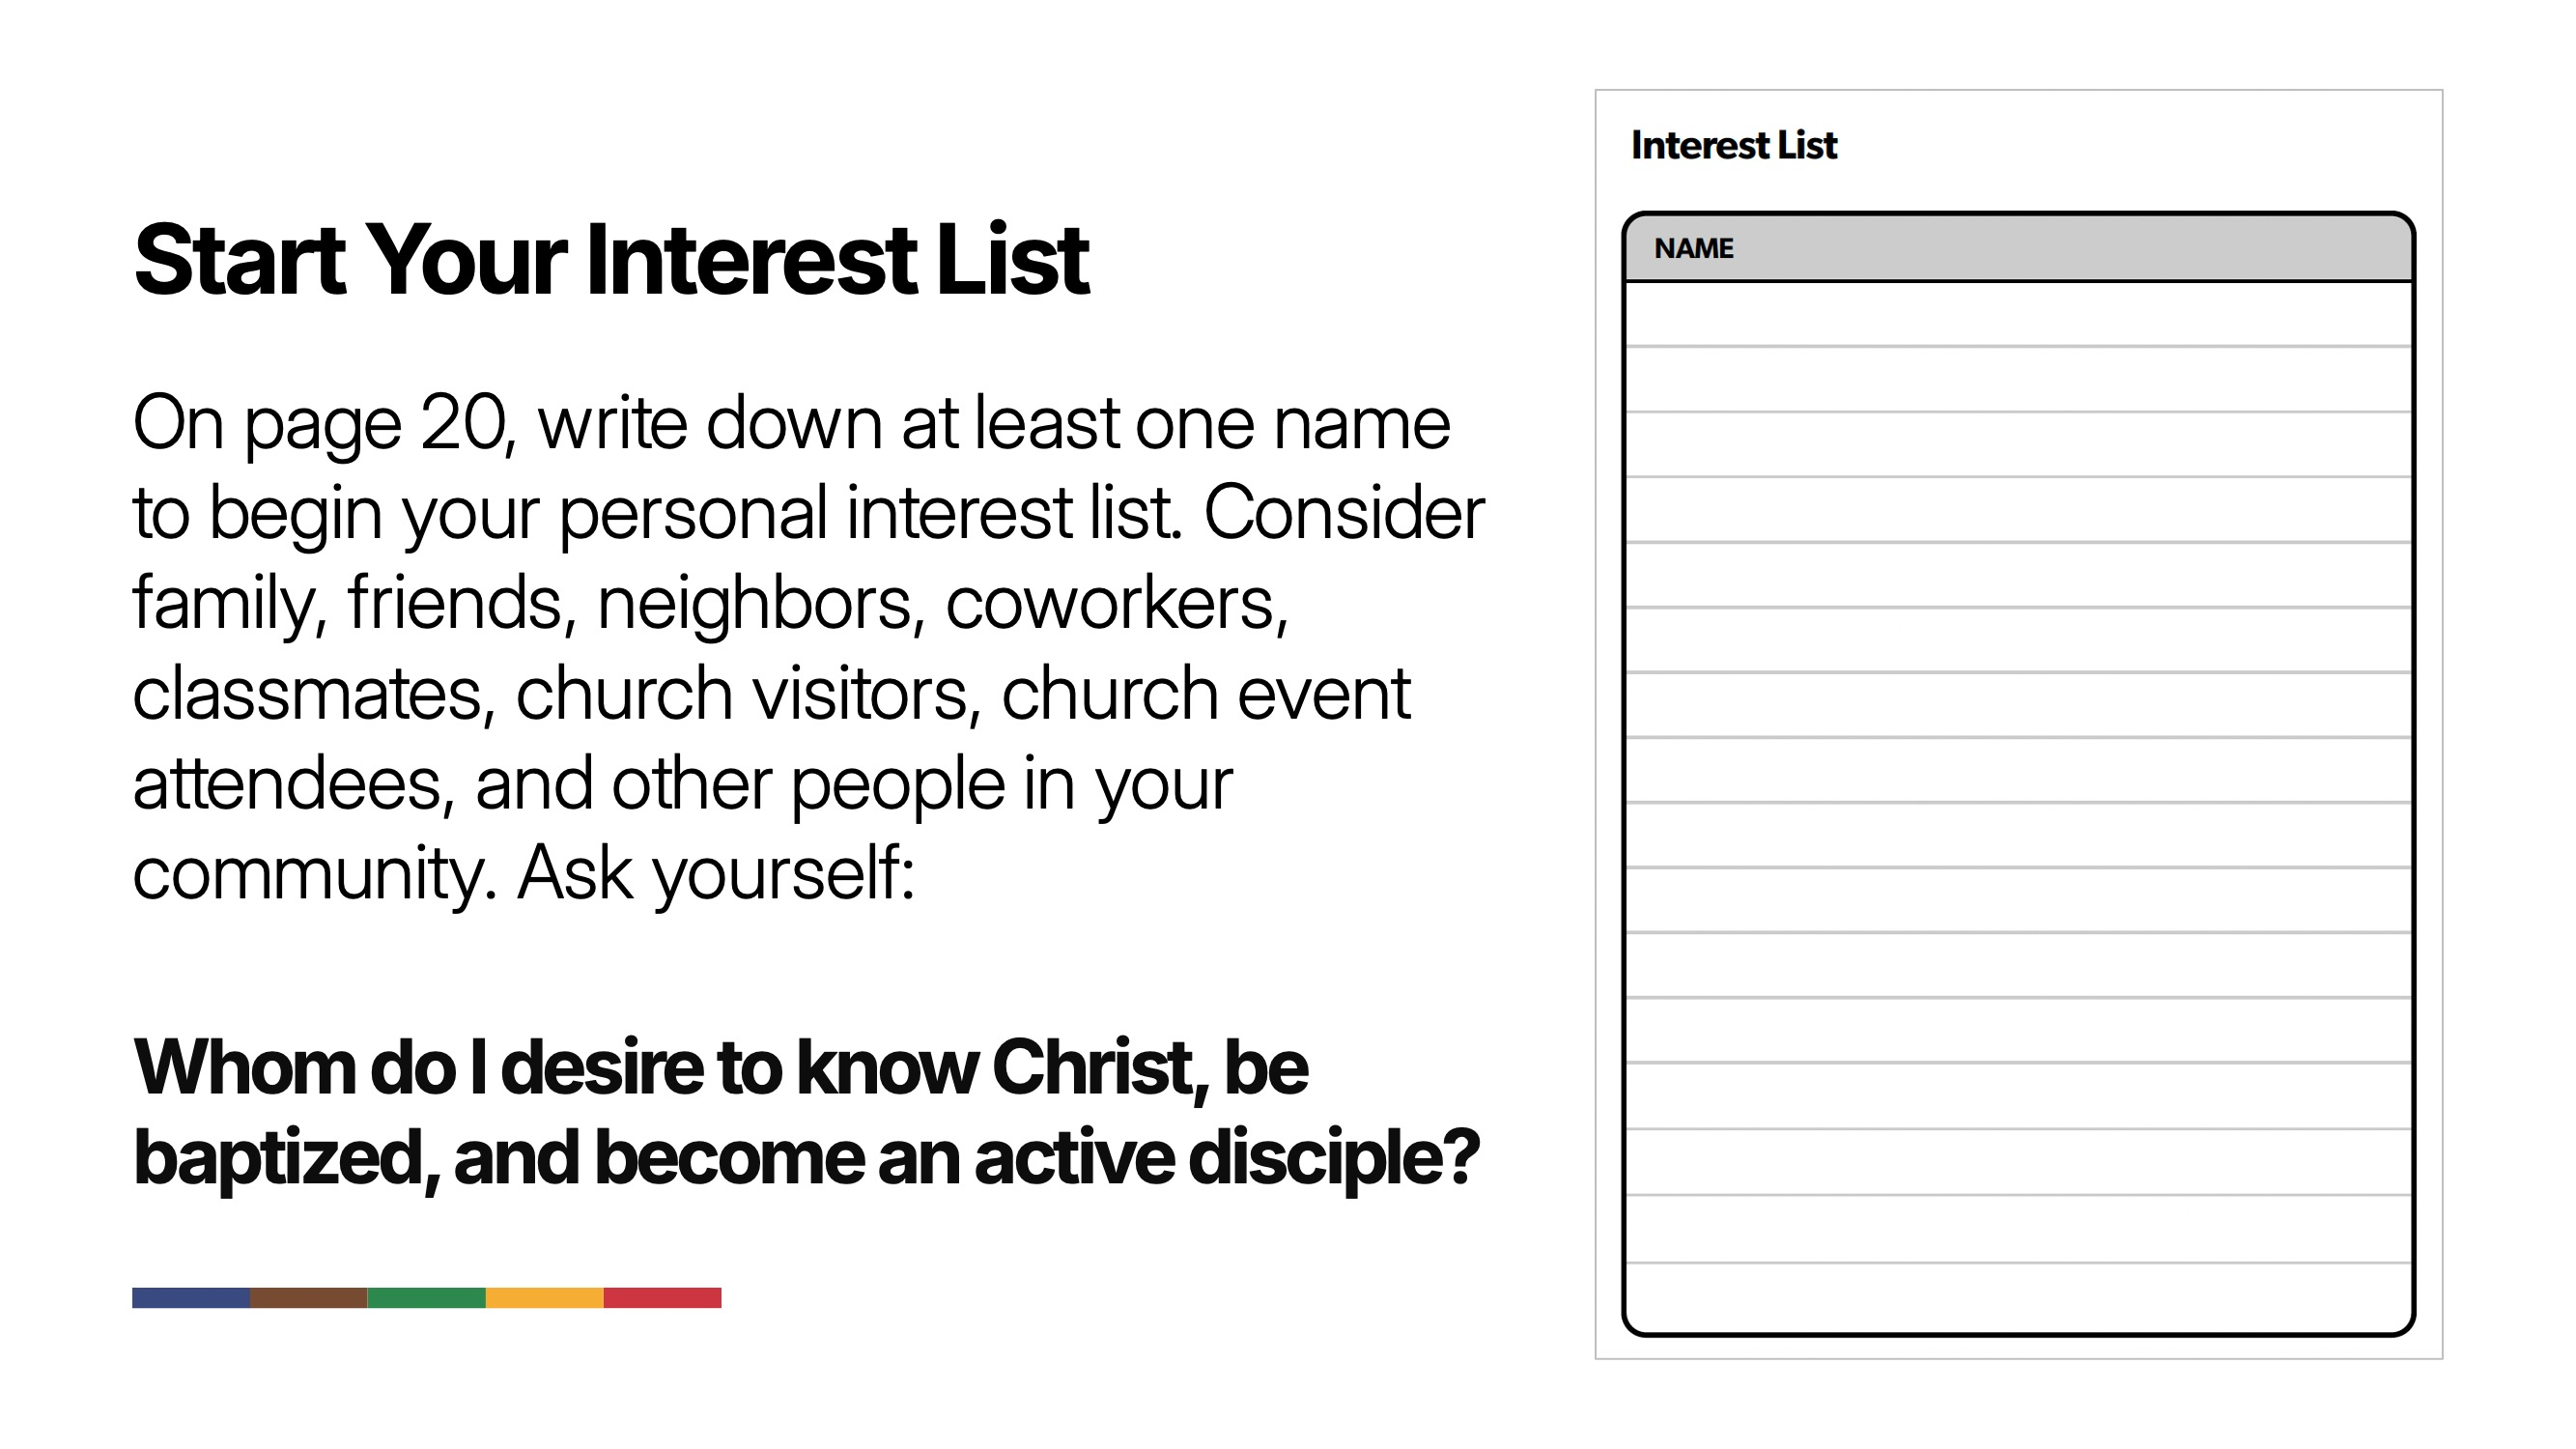 Start Your Interest List
On page 20, write down at least one name
to begin your personal interest list. Consider
family, friends, neighbors, coworkers,
classmates, church visitors, church event
attendees, and other people in your
community. Ask yourself:
Whom do I desire to know Christ, be
baptized, and become an active disciple?
Interest List
NAME